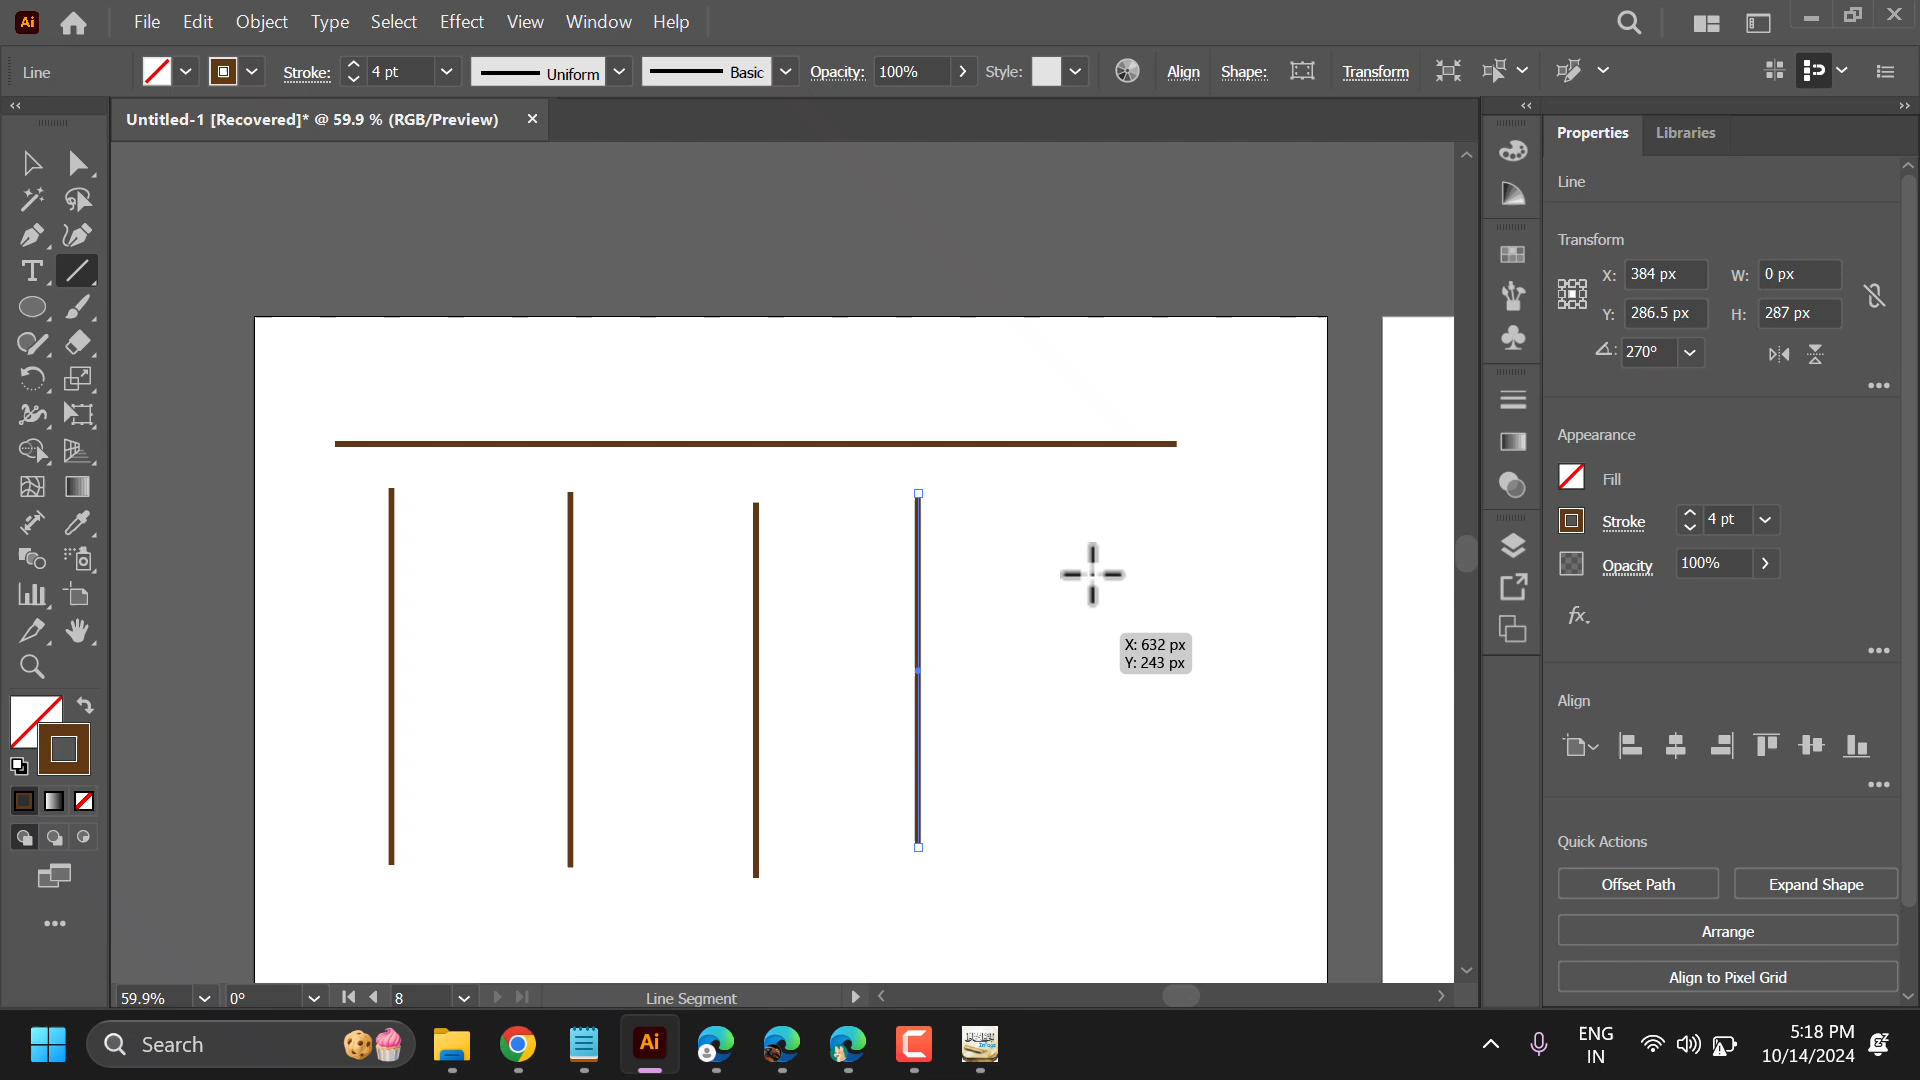 Ai File Edit Object Type Select Effect View Window Help
Line Stroke: 4 pt Uniform Basic Opacity: 100% Style: Align Shape: Transform
Untitled-1 [Recovered]* @ 59.9 % (RGB/Preview)
Properties Libraries
Line
Transform
X: 384 px W: 0 px
Y: 286.5 px H: 287 px
270°
Appearance
Fill
Stroke 4 pt
Opacity 100%
fx.
X: 632 px
Y: 243 px
Align
Quick Actions
Offset Path Expand Shape
Arrange
Align to Pixel Grid
59.9% 0° 8 Line Segment
Search Ai ENG
IN
5:18 PM
10/14/2024